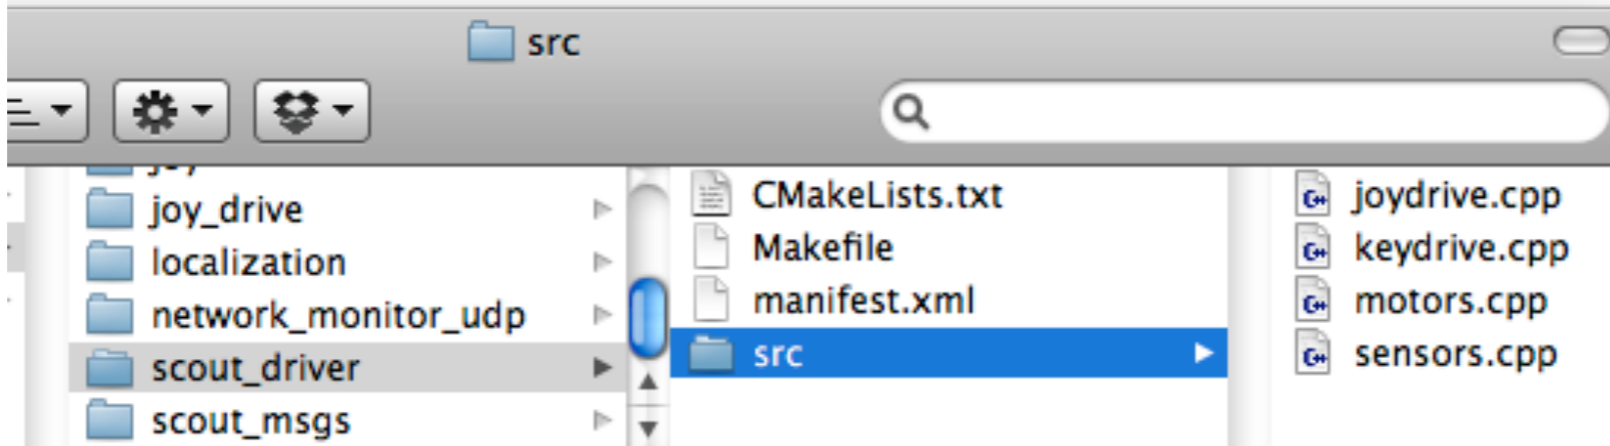 src
joy
joy_drive
localization
network_monitor_udp
scout_driver
scout_msgs
CMakeLists.txt
Makefile
manifest.xml
src
joydrive.cpp
keydrive.cpp
motors.cpp
sensors.cpp